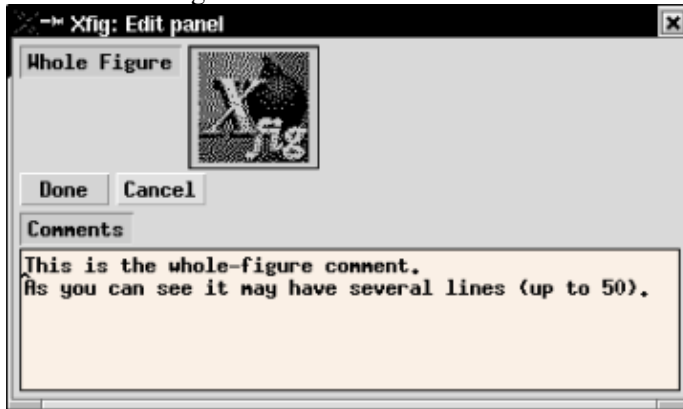 Xfig: Edit panel
Whole Figure
Xfig
Done Cancel
Comments
This is the whole-figure comment.
As you can see it may have several lines (up to 50).